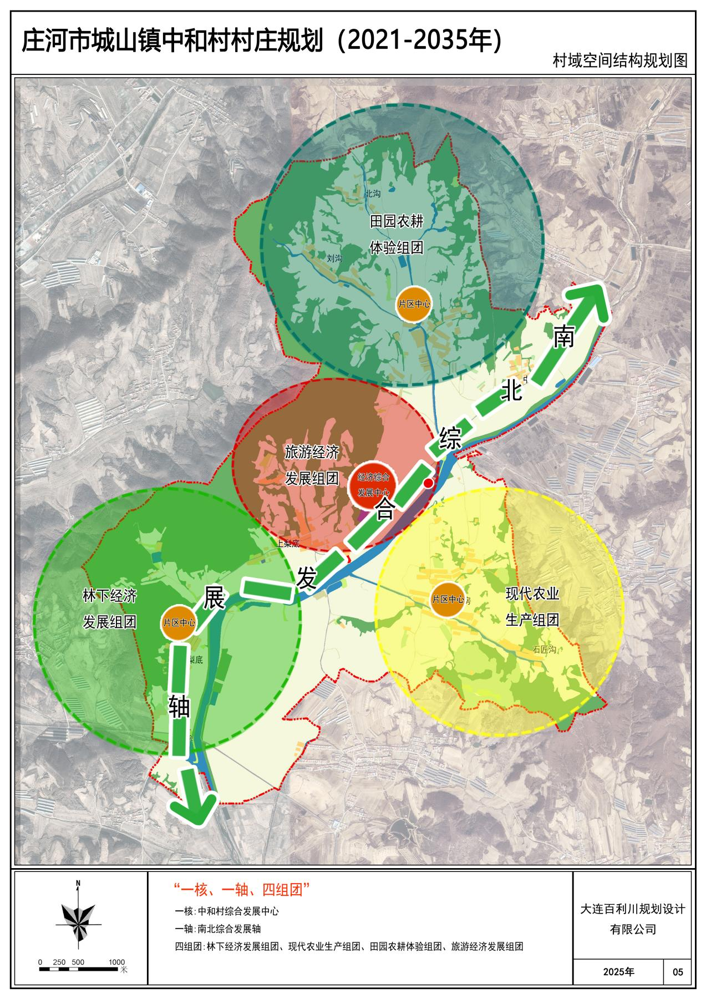 庄河市城山镇中和村村庄规划（2021-2035年）
村域空间结构规划图
北沟
田园农耕
体验组团
刘沟
片区中心
南
北
综
旅游经济
发展组团
经济综合
发展中心
合
上梨底
发
展
林下经济
发展组团
片区中心
梨底
片区中心
房
现代农业
生产组团
石匠沟
轴
N
0 250 500 1000
米
“一核、一轴、四组团”
一核:中和村综合发展中心
一轴:南北综合发展轴
四组团:林下经济发展组团、现代农业生产组团、田园农耕体验组团、旅游经济发展组团
大连百利川规划设计
有限公司
2025年
05